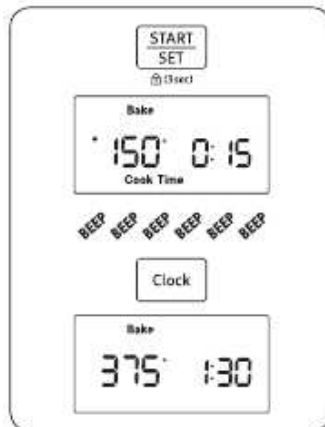 START
SET
(3sec)
Bake
150° 0:15
Cook Time
BEEP BEEP BEEP BEEP BEEP BEEP
Clock
Bake
375° 1:30